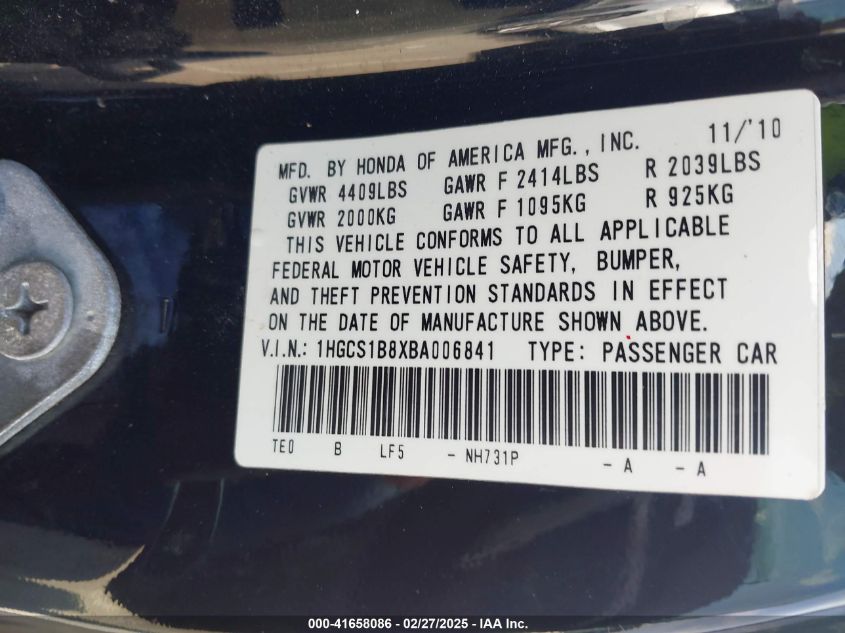 11/'10
MFD. BY HONDA OF AMERICA MFG., INC.
GVWR 4409LBS GAWR F 2414LBS R 2039LBS
GVWR 2000KG GAWR F 1095KG R 925KG
THIS VEHICLE CONFORMS TO ALL APPLICABLE
FEDERAL MOTOR VEHICLE SAFETY, BUMPER,
AND THEFT PREVENTION STANDARDS IN EFFECT
ON THE DATE OF MANUFACTURE SHOWN ABOVE.
V.I.N.: 1HGCS1B8XBA006841 TYPE: PASSENGER CAR
TE0 B LF5 - NH731P - A - A
000-41658086 - 02/27/2025 - IAA Inc.